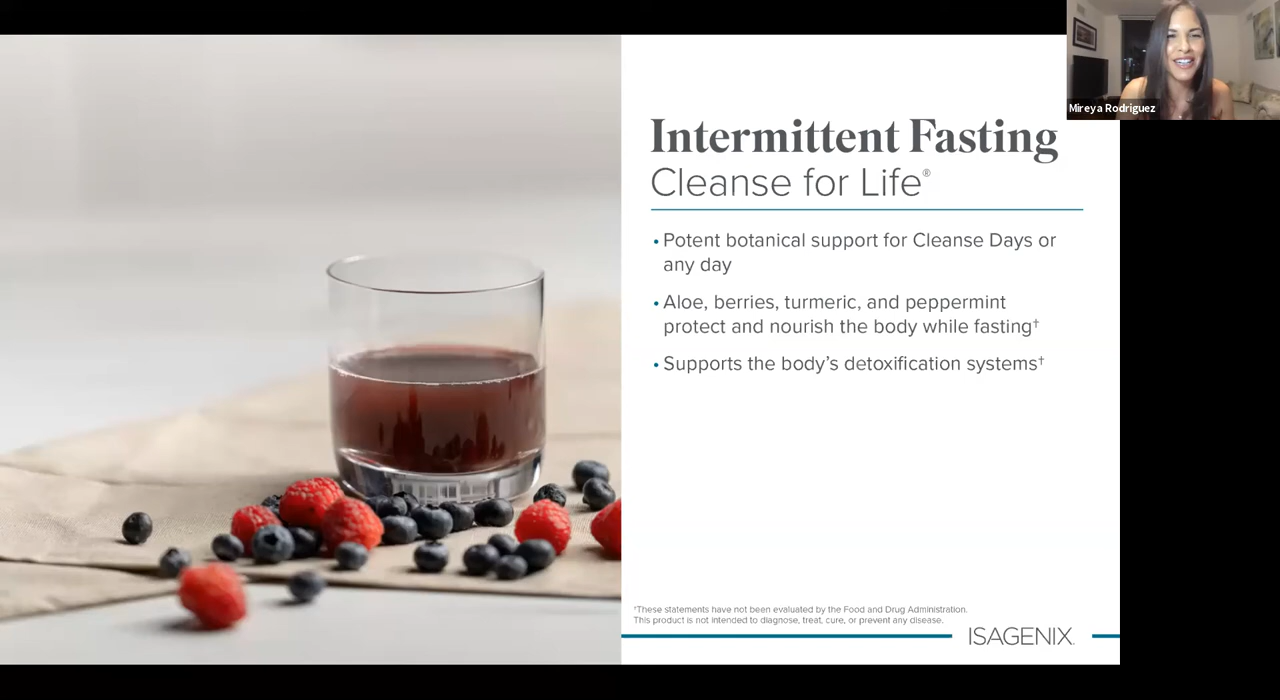 Mireya Rodriguez
Intermittent Fasting
Cleanse for Life®
• Potent botanical support for Cleanse Days or
any day
• Aloe, berries, turmeric, and peppermint
protect and nourish the body while fasting†
• Supports the body’s detoxification systems†
†These statements have not been evaluated by the Food and Drug Administration.
This product is not intended to diagnose, treat, cure, or prevent any disease.
ISAGENIX.